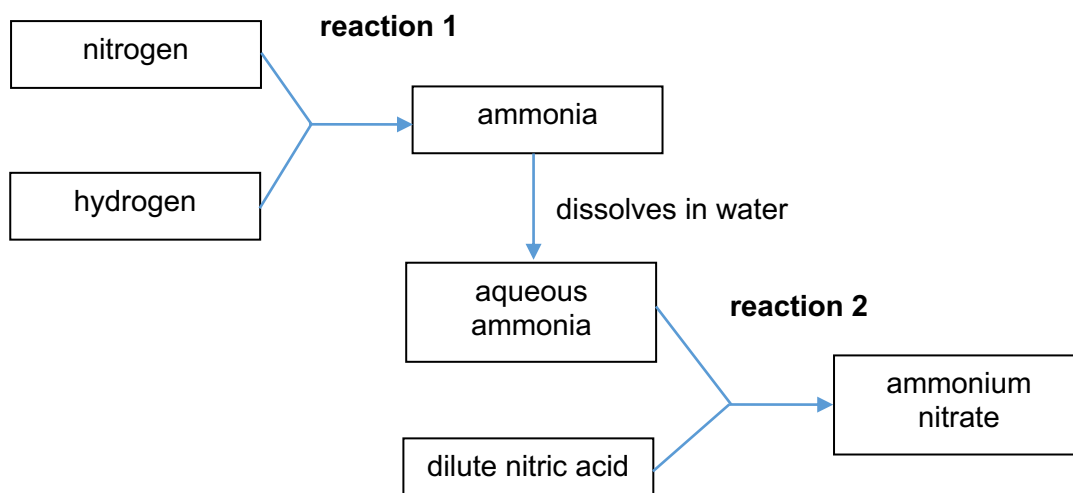 reaction 1
nitrogen
ammonia
hydrogen
dissolves in water
aqueous
ammonia
reaction 2
ammonium
nitrate
dilute nitric acid